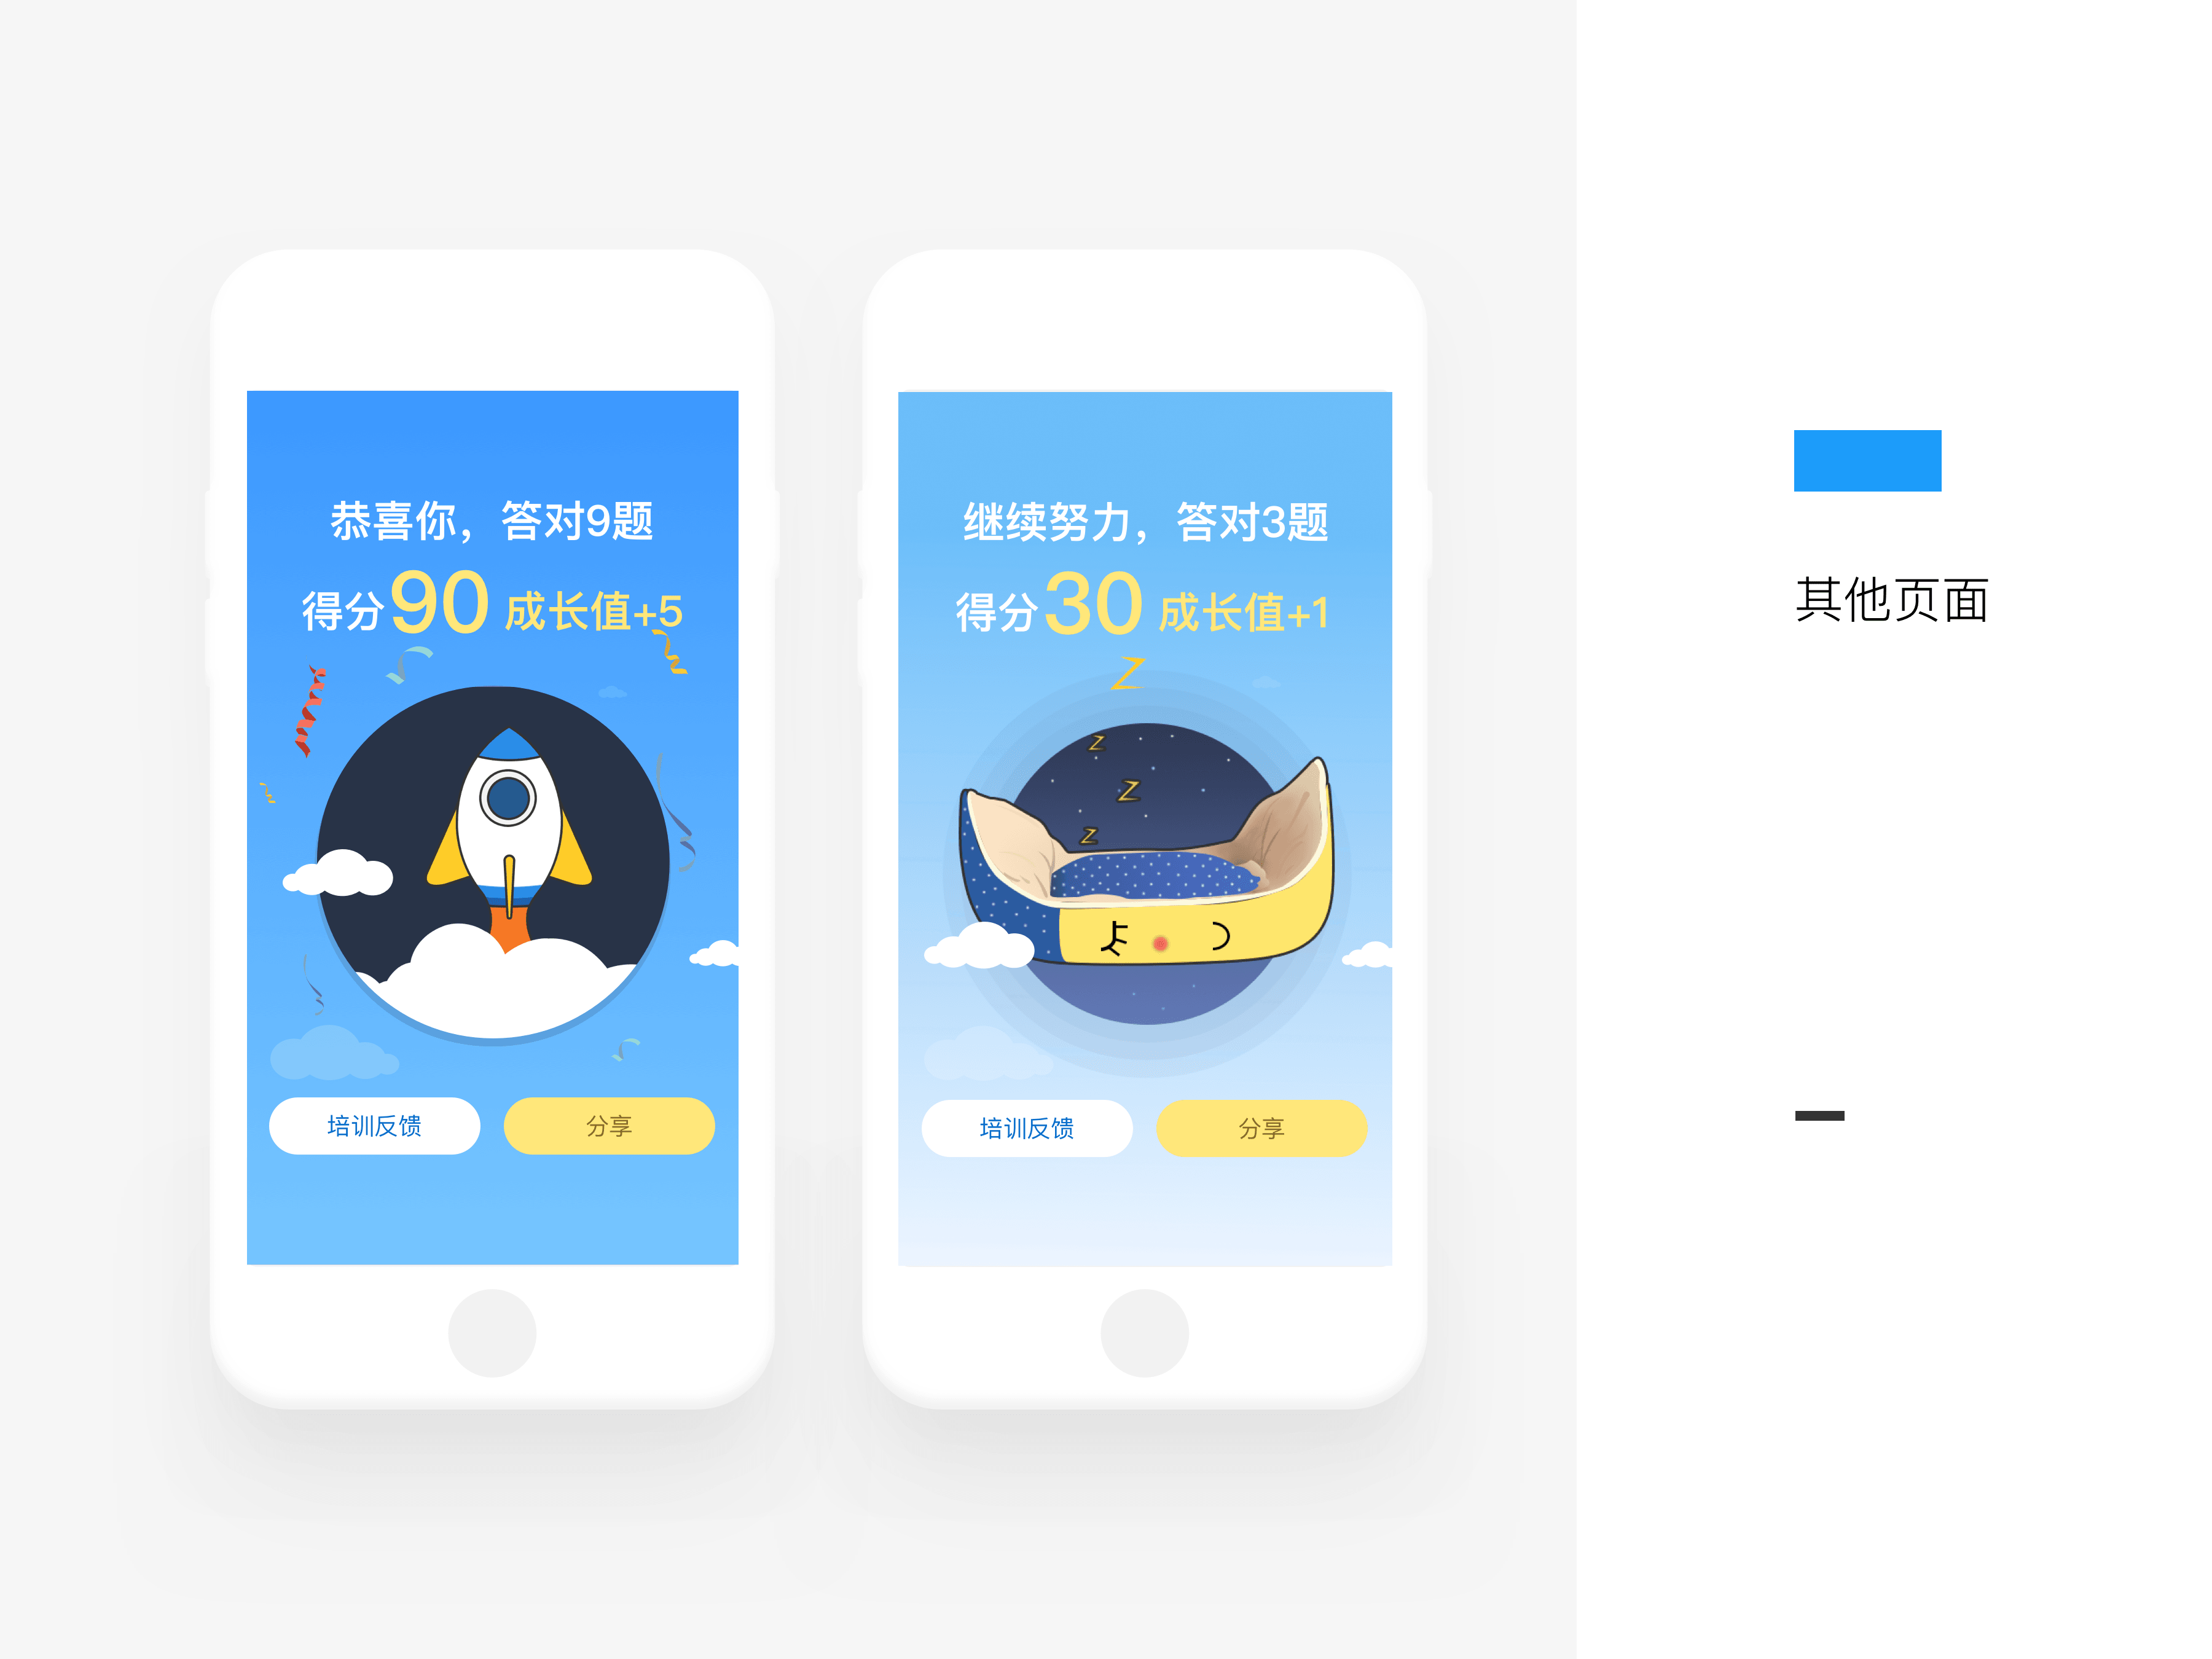 恭喜你，答对9题
得分90 成长值+5
培训反馈
分享
继续努力，答对3题
得分30 成长值+1
Z
Z
Z
Z
培训反馈
分享
其他页面